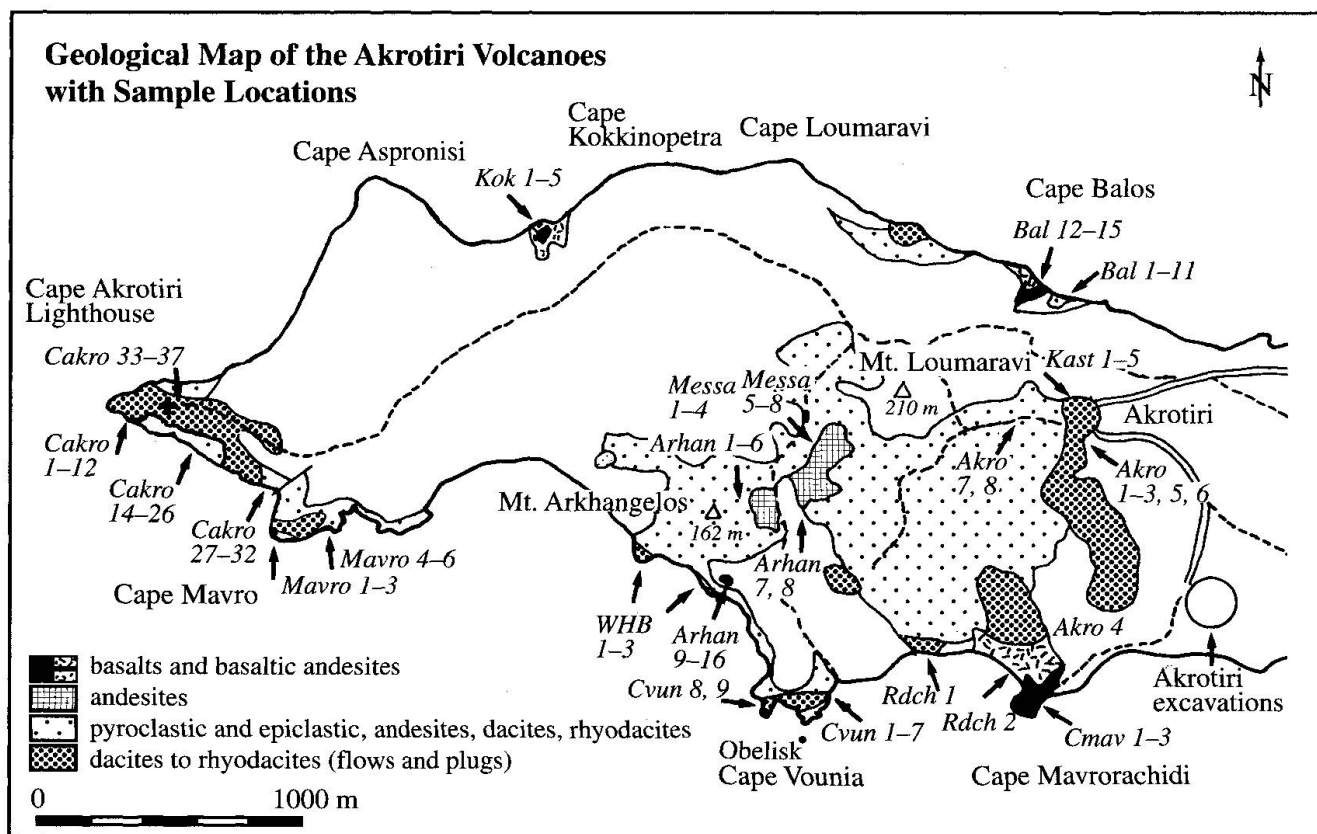 Geological Map of the Akrotiri Volcanoes
with Sample Locations
N
Cape
Kokkinopetra
Cape Loumaravi
Cape Aspronisi
Kok 1–5
Cape Balos
Bal 12–15
Bal 1–11
Cape Akrotiri
Lighthouse
Cakro 33–37
Mt. Loumaravi
210 m
Kast 1–5
Messa
1–4
Messa
5–8
Akrotiri
Cakro
1–12
Arhan 1–6
Akro
7, 8
Akro
1–3, 5, 6
Cakro
14–26
Mt. Arkhangelos
162 m
Cakro
27–32
Mavro 4–6
Mavro 1–3
Cape Mavro
Arhan
7, 8
WHB
1–3
Arhan
9–16
Akro 4
Cvun 8, 9
Rdch 1
Rdch 2
Akrotiri
excavations
Cvun 1–7
Cmav 1–3
Obelisk
Cape Vounia
Cape Mavrorachidi
basalts and basaltic andesites
andesites
pyroclastic and epiclastic, andesites, dacites, rhyodacites
dacites to rhyodacites (flows and plugs)
0
1000 m